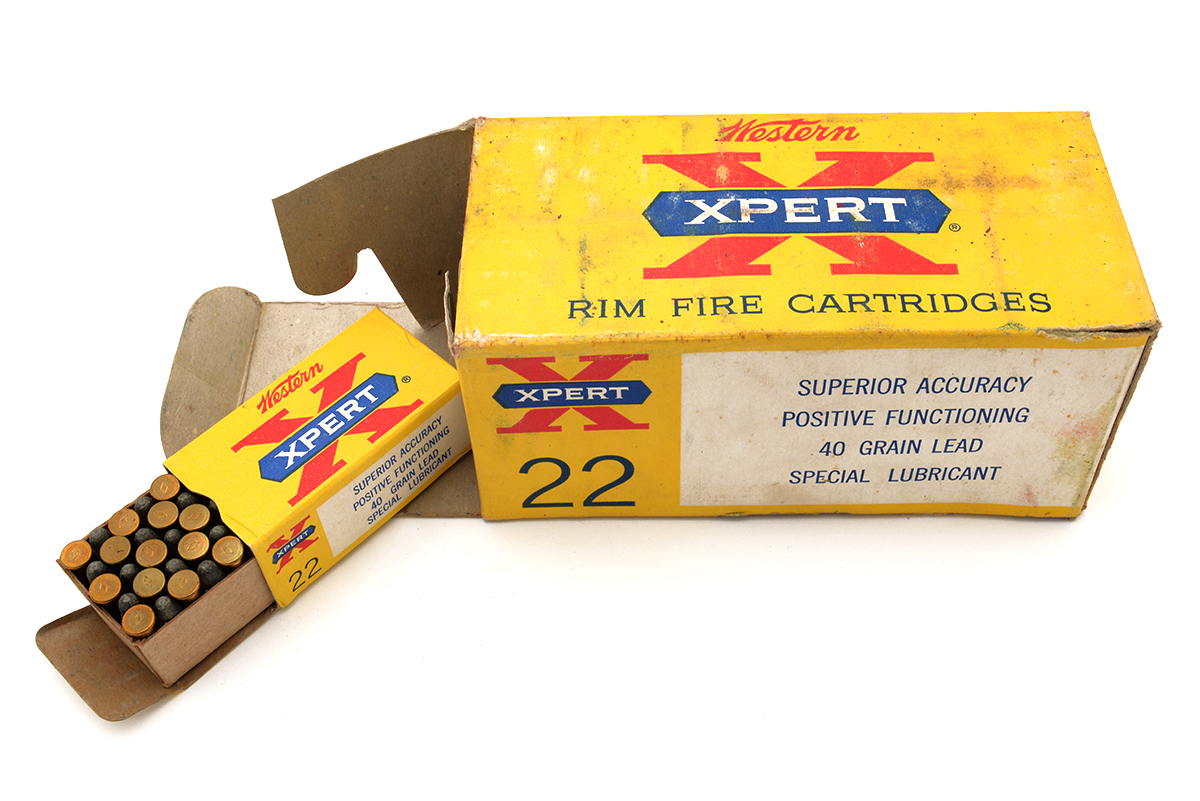 Western
XPERT
®
RIM FIRE CARTRIDGES
XPERT
22
SUPERIOR ACCURACY
POSITIVE FUNCTIONING
40 GRAIN LEAD
SPECIAL LUBRICANT
Western
XPERT
®
SUPERIOR ACCURACY
POSITIVE FUNCTIONING
40 GRAIN LEAD
SPECIAL LUBRICANT
XPERT
22